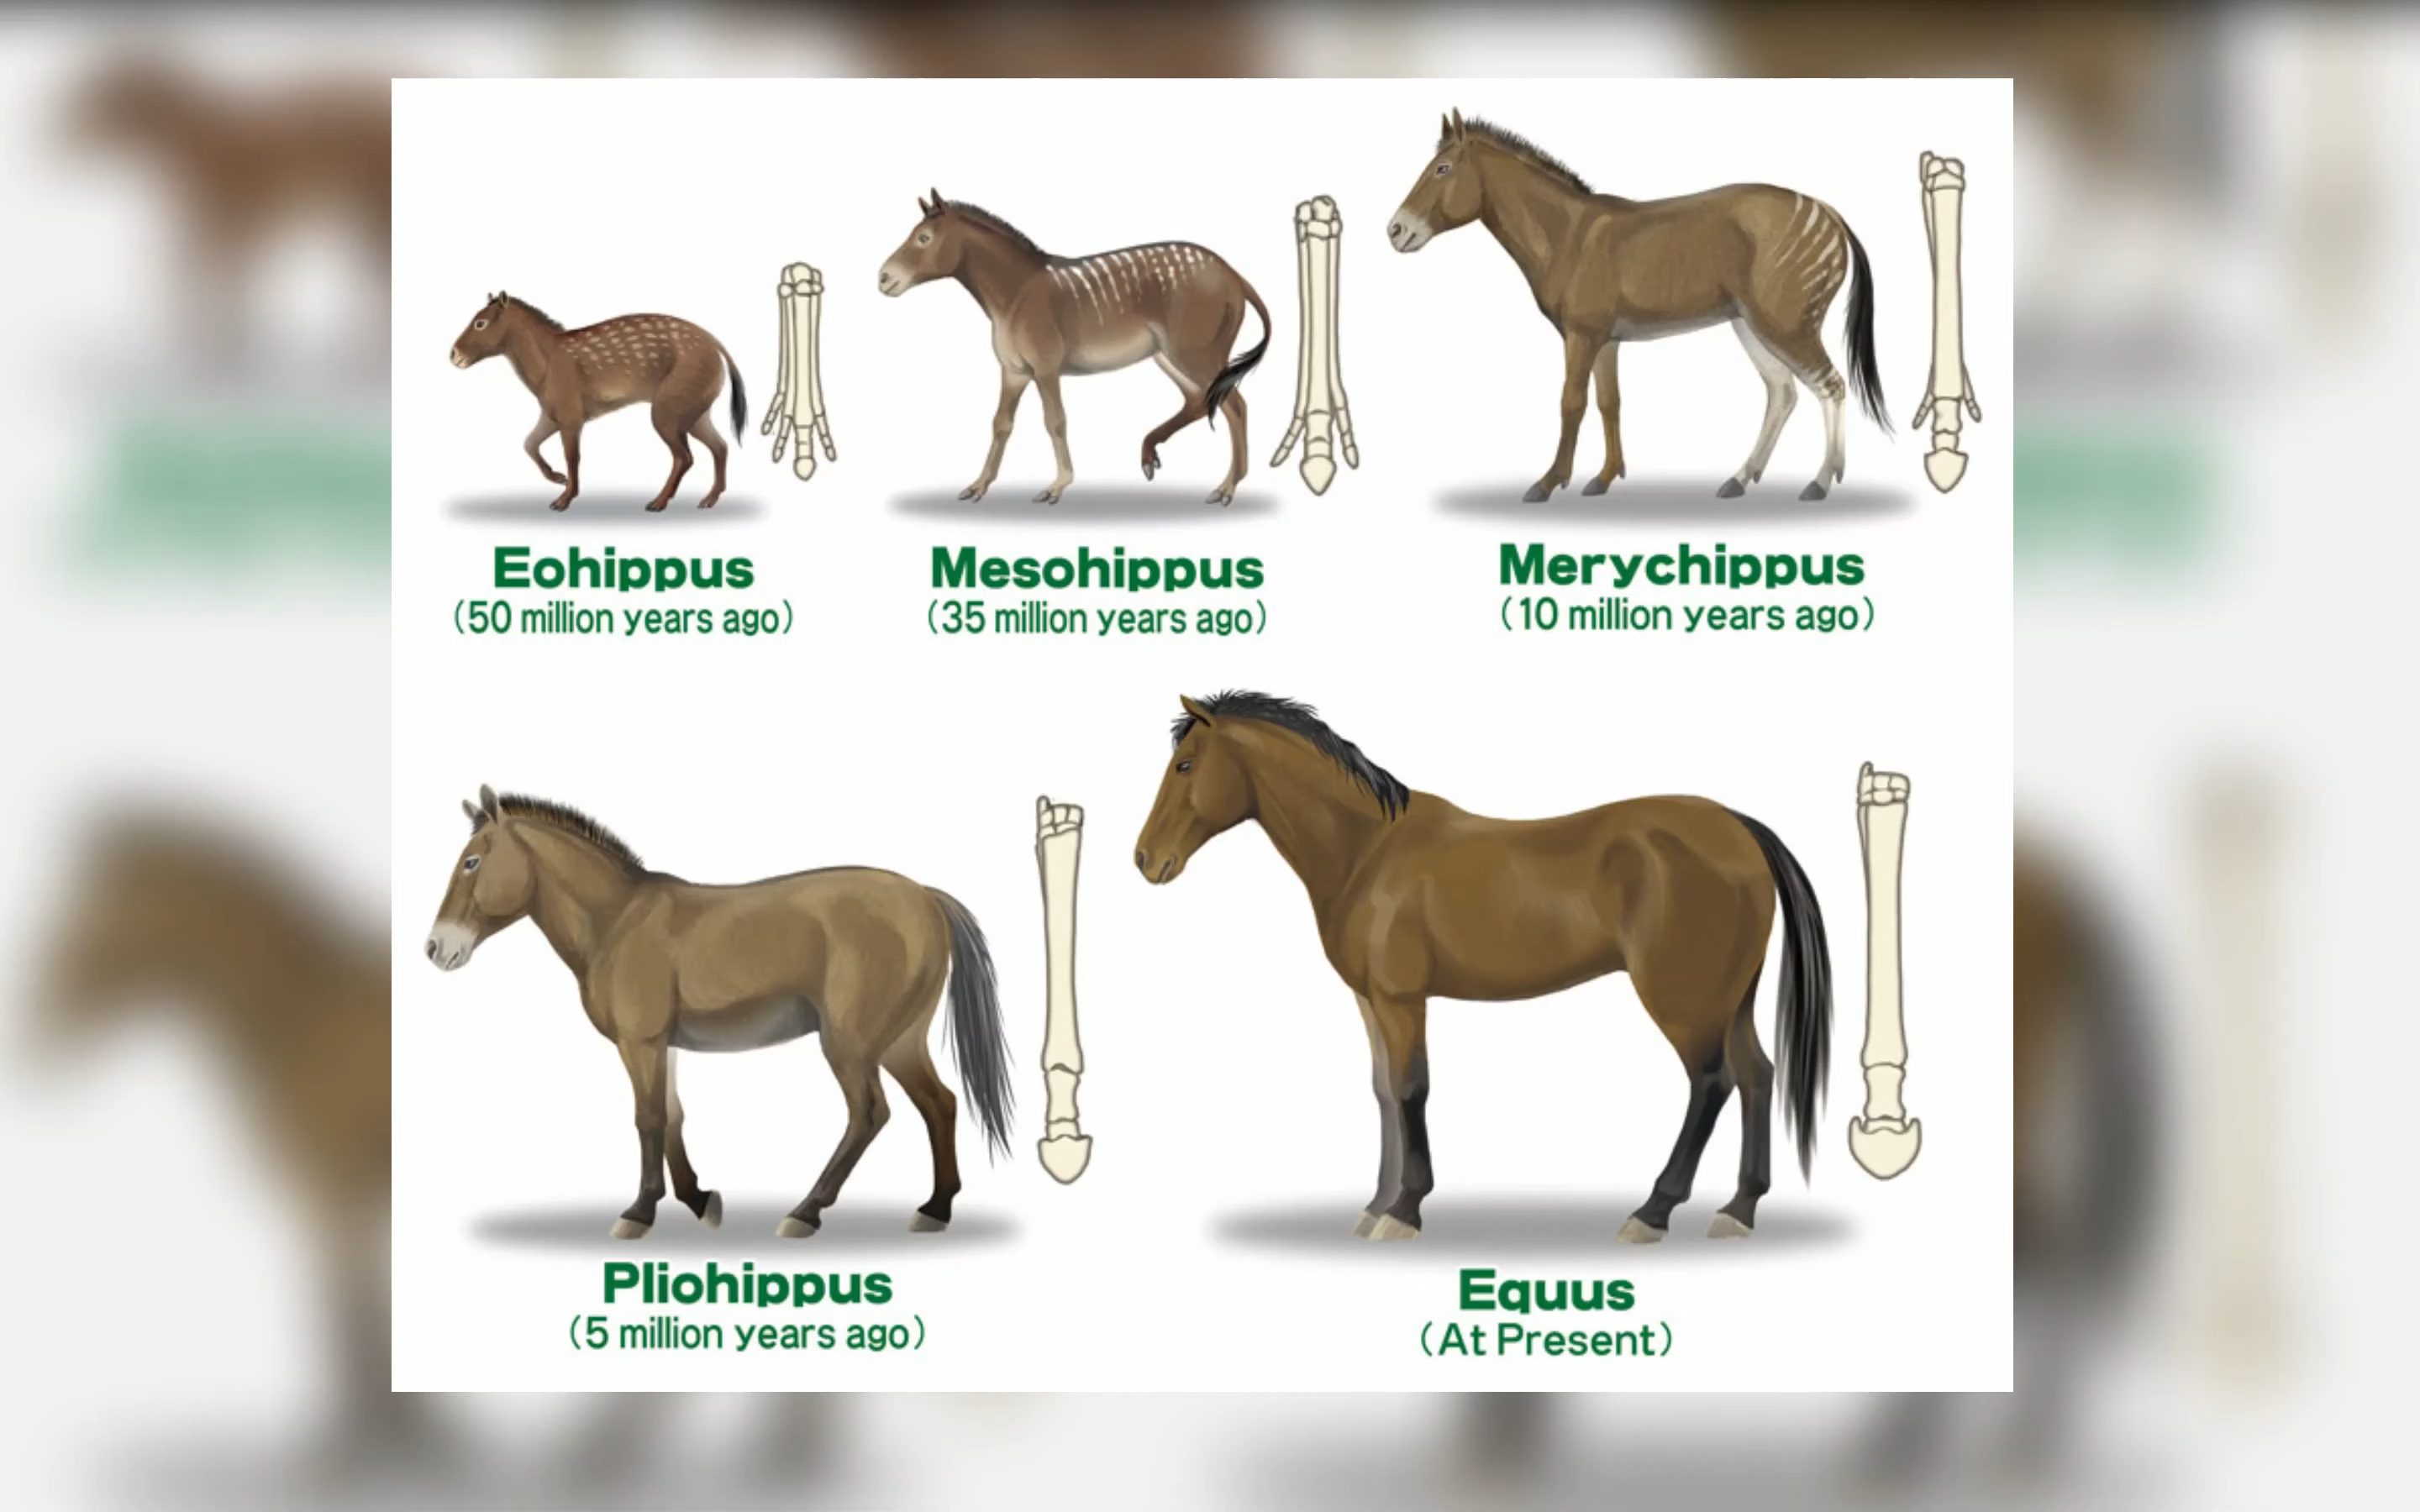 Eohippus
(50 million years ago)
Mesohippus
(35 million years ago)
Merychippus
(10 million years ago)
Pliohippus
(5 million years ago)
Equus
(At Present)